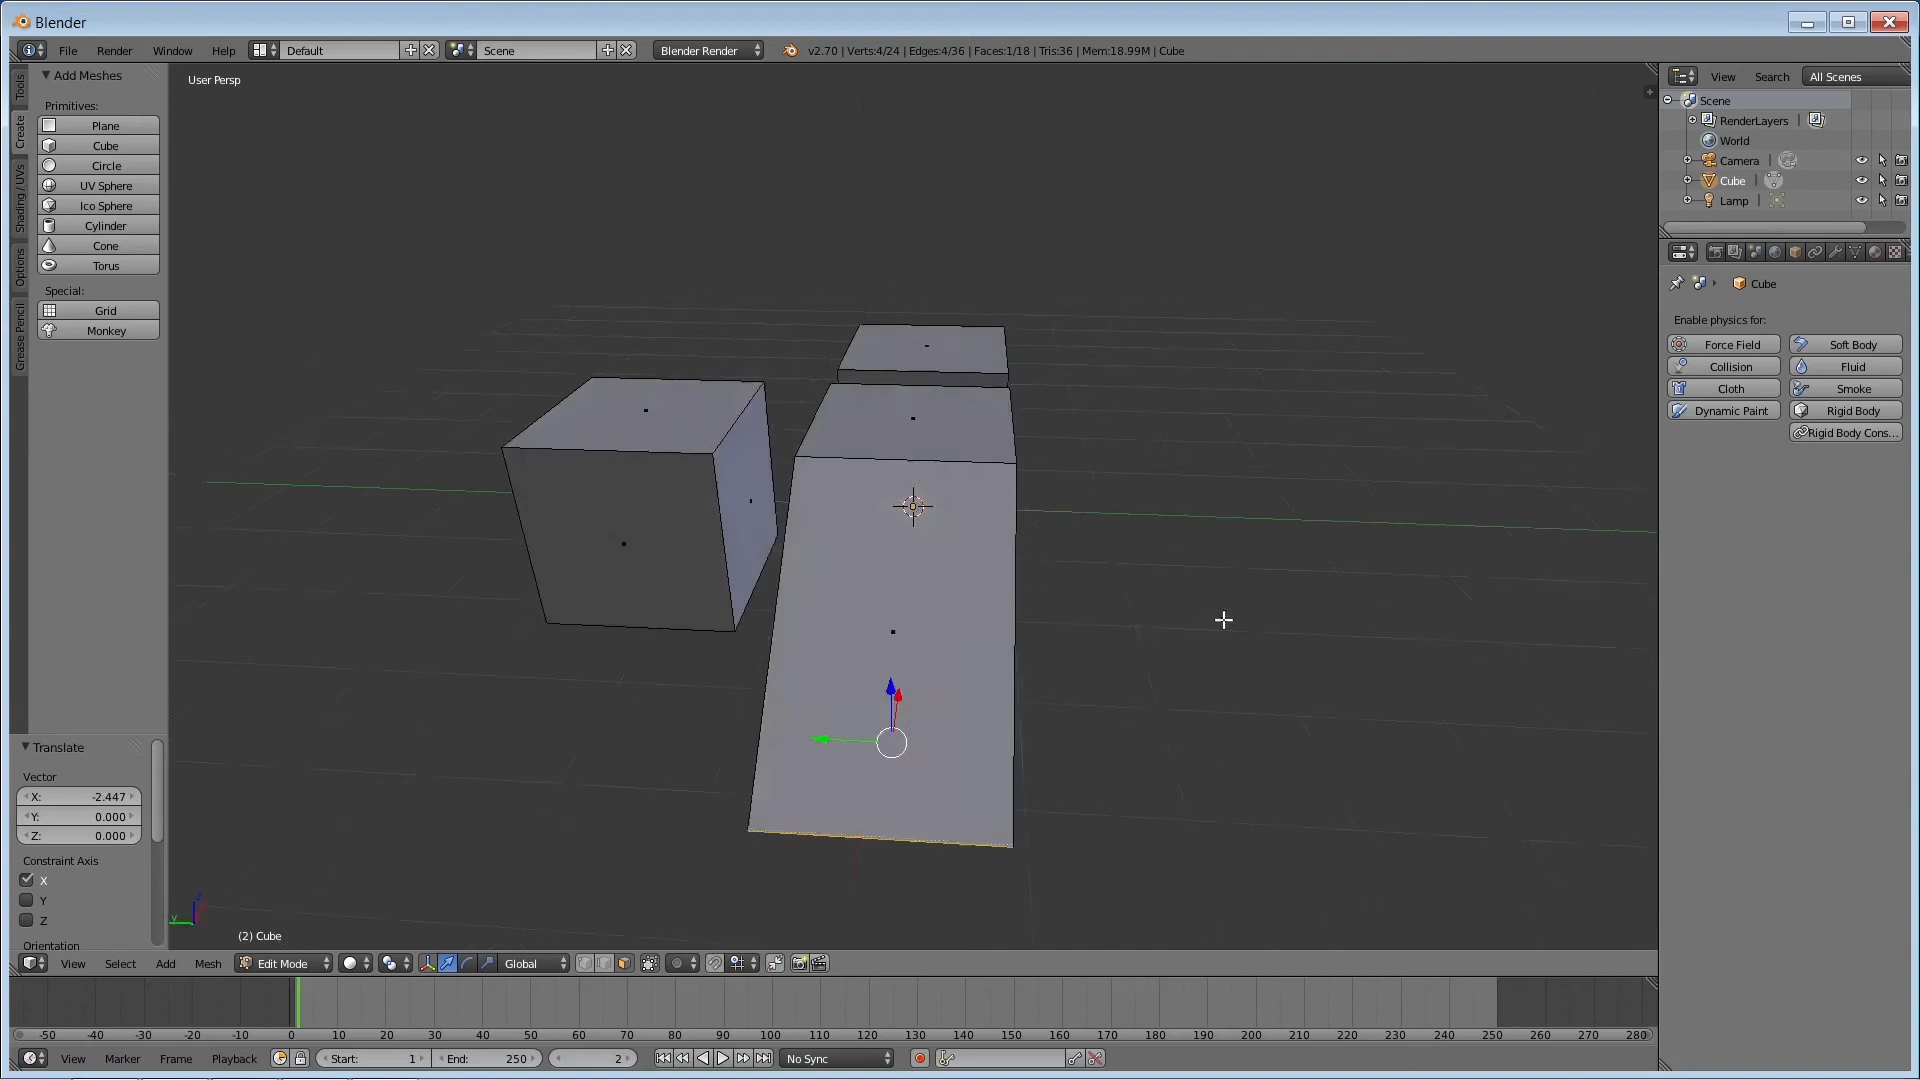 Blender
File Render Window Help Default Scene Blender Render v2.70 | Verts:4/24 | Edges:4/36 | Faces:1/18 | Tris:36 | Mem:18.99M | Cube
Tools
Create
Shading / UVs
Options
Grease Pencil
Add Meshes
Primitives:
Plane
Cube
Circle
UV Sphere
Ico Sphere
Cylinder
Cone
Torus
Special:
Grid
Monkey
Translate
Vector
X: -2.447
Y: 0.000
Z: 0.000
Constraint Axis
X
Y
Z
Orientation
User Persp
(2) Cube
View Select Add Mesh Edit Mode Global
-50 -40 -30 -20 -10 0 10 20 30 40 50 60 70 80 90 100 110 120 130 140 150 160 170 180 190 200 210 220 230 240 250 260 270 280
View Marker Frame Playback Start: 1 End: 250 2 No Sync
View Search All Scenes
Scene
RenderLayers
World
Camera
Cube
Lamp
Cube
Enable physics for:
Force Field Soft Body
Collision Fluid
Cloth Smoke
Dynamic Paint Rigid Body
Rigid Body Cons...